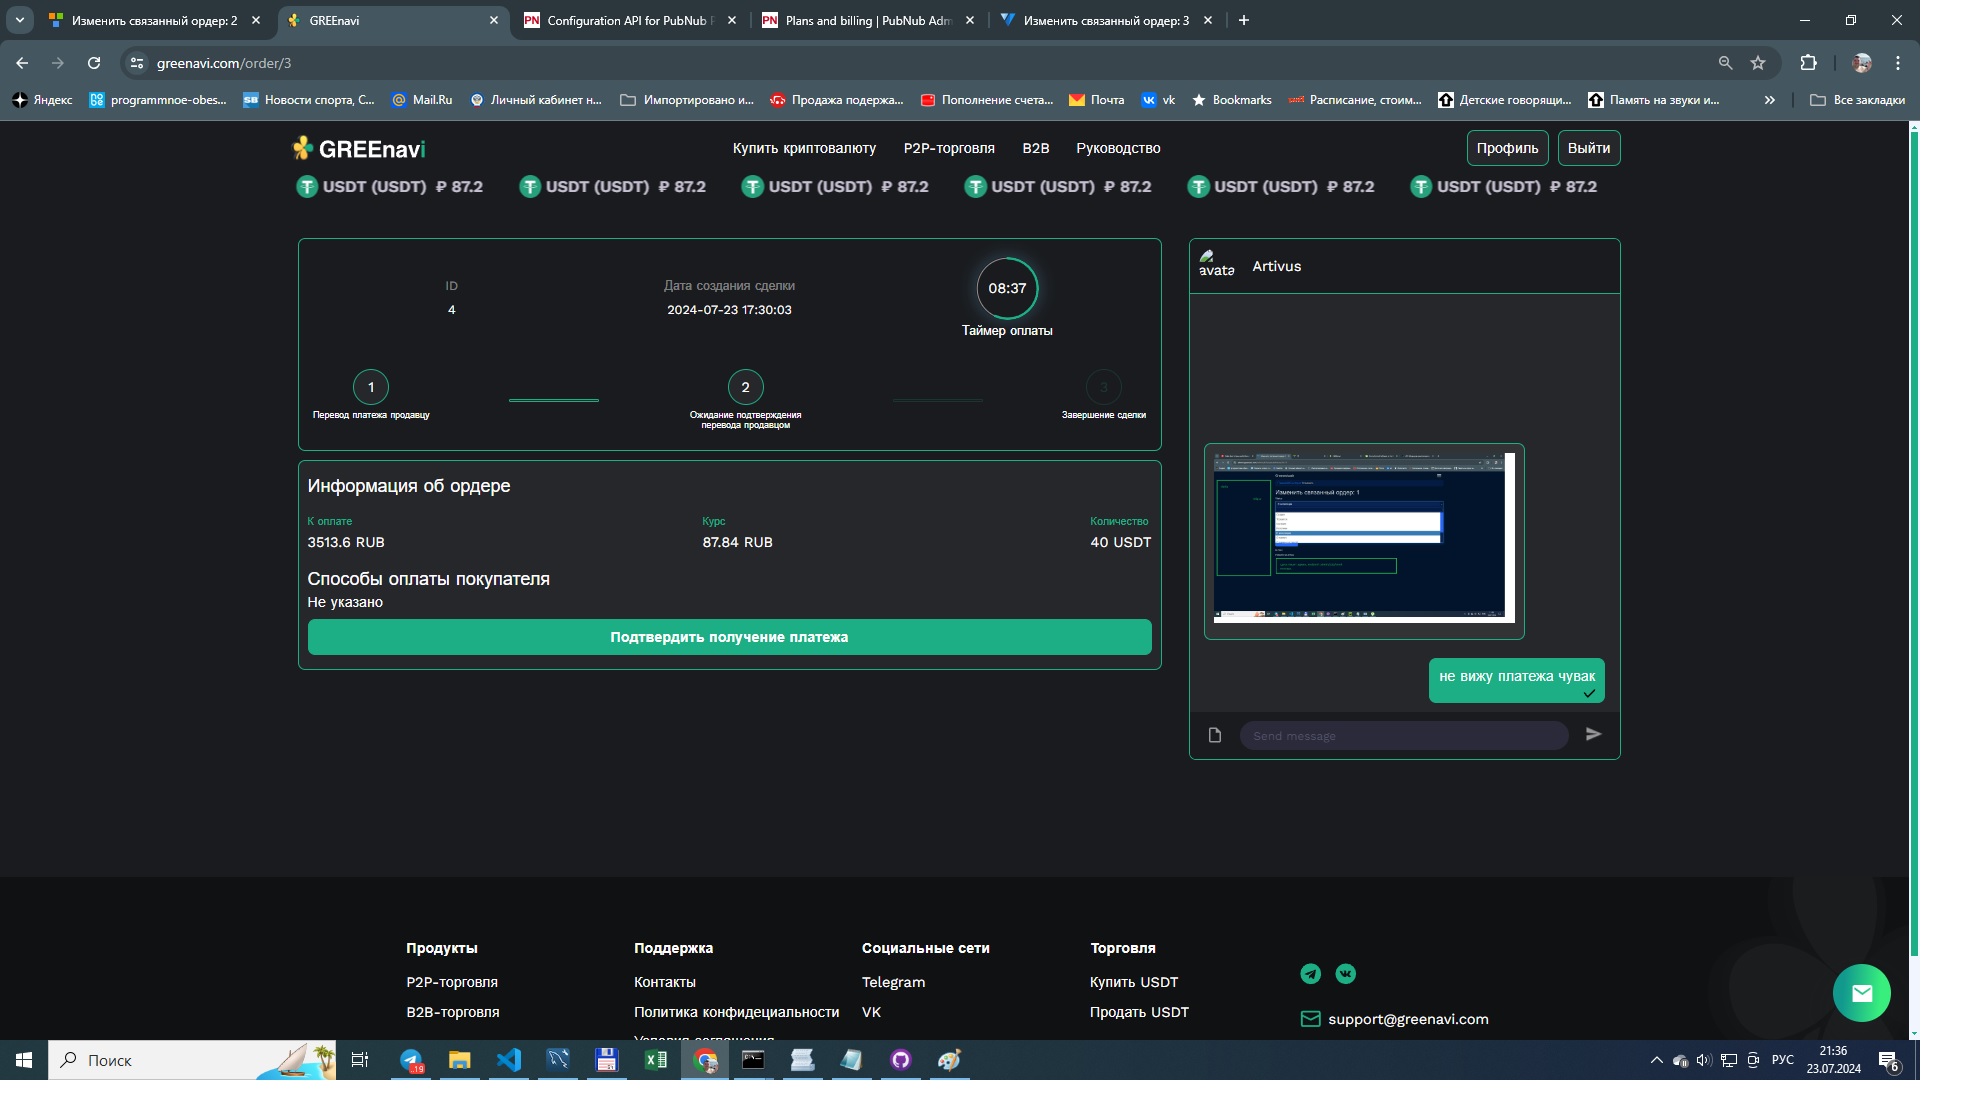 Изменить связанный ордер: 2
GREEnavi
Configuration API for PubNub
Plans and billing | PubNub Adm
Изменить связанный ордер: 3
greenavi.com/order/3
Яндекс
programmnoe-obes...
Новости спорта, С...
Mail.Ru
Личный кабинет н...
Импортировано и...
Продажа подержа...
Пополнение счета...
Почта
vk
Bookmarks
Расписание, стоим...
Детские говорящи...
Память на звуки и...
Все закладки
GREEnavi
Купить криптовалюту
P2P-торговля
B2B
Руководство
Профиль
Выйти
USDT (USDT) ₽ 87.2
USDT (USDT) ₽ 87.2
USDT (USDT) ₽ 87.2
USDT (USDT) ₽ 87.2
USDT (USDT) ₽ 87.2
USDT (USDT) ₽ 87.2
ID
4
Дата создания сделки
2024-07-23 17:30:03
08:37
Таймер оплаты
1
Перевод платежа продавцу
2
Ожидание подтверждения
перевода продавцом
3
Завершение сделки
Информация об ордере
К оплате
3513.6 RUB
Курс
87.84 RUB
Количество
40 USDT
Способы оплаты покупателя
Не указано
Подтвердить получение платежа
avata
Artivus
Изменить связанный ордер: 1
не вижу платежа чувак
Send message
Продукты
P2P-торговля
B2B-торговля
Поддержка
Контакты
Политика конфидециальности
Условия соглашения
Социальные сети
Telegram
VK
Торговля
Купить USDT
Продать USDT
support@greenavi.com
Поиск
19
РУС
21:36
23.07.2024
6